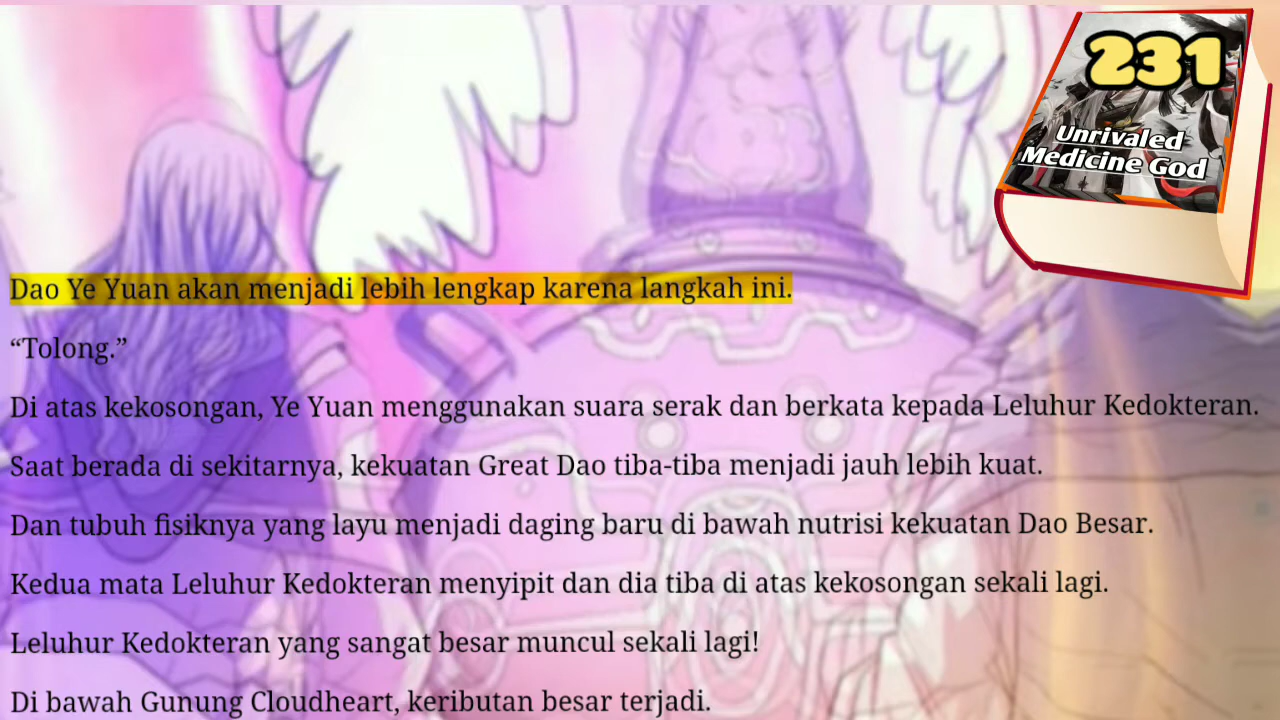 231
Unrivaled
Medicine God
Dao Ye Yuan akan menjadi lebih lengkap karena langkah ini.
“Tolong.”
Di atas kekosongan, Ye Yuan menggunakan suara serak dan berkata kepada Leluhur Kedokteran.
Saat berada di sekitarnya, kekuatan Great Dao tiba-tiba menjadi jauh lebih kuat.
Dan tubuh fisiknya yang layu menjadi daging baru di bawah nutrisi kekuatan Dao Besar.
Kedua mata Leluhur Kedokteran menyipit dan dia tiba di atas kekosongan sekali lagi.
Leluhur Kedokteran yang sangat besar muncul sekali lagi!
Di bawah Gunung Cloudheart, keributan besar terjadi.